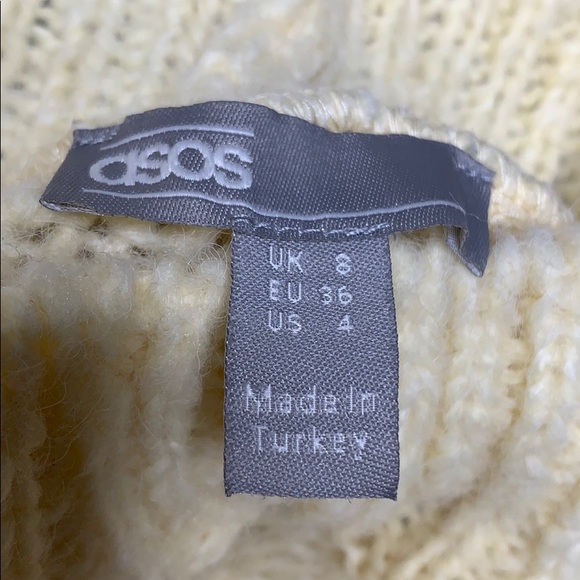 asos
UK 8
EU 36
US 4
Made In
Turkey